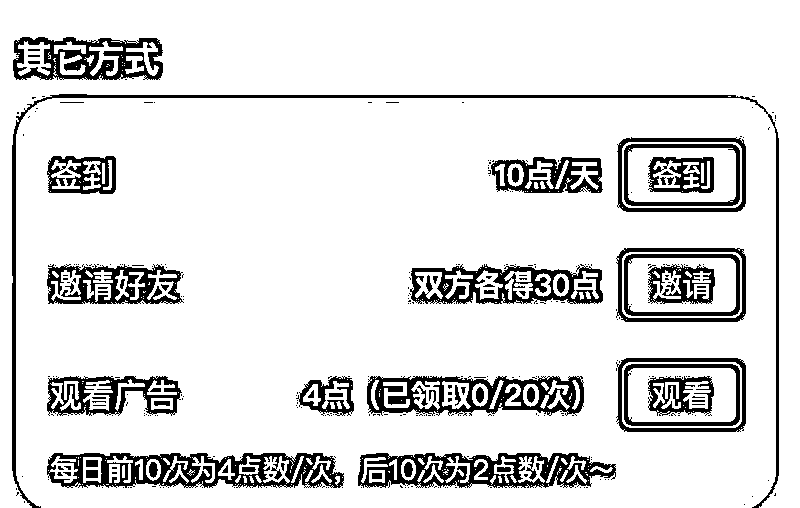 其它方式
签到 10点/天 签到
邀请好友 双方各得30点 邀请
观看广告 4点（已领取0/20次） 观看
每日前10次为4点数/次，后10次为2点数/次～